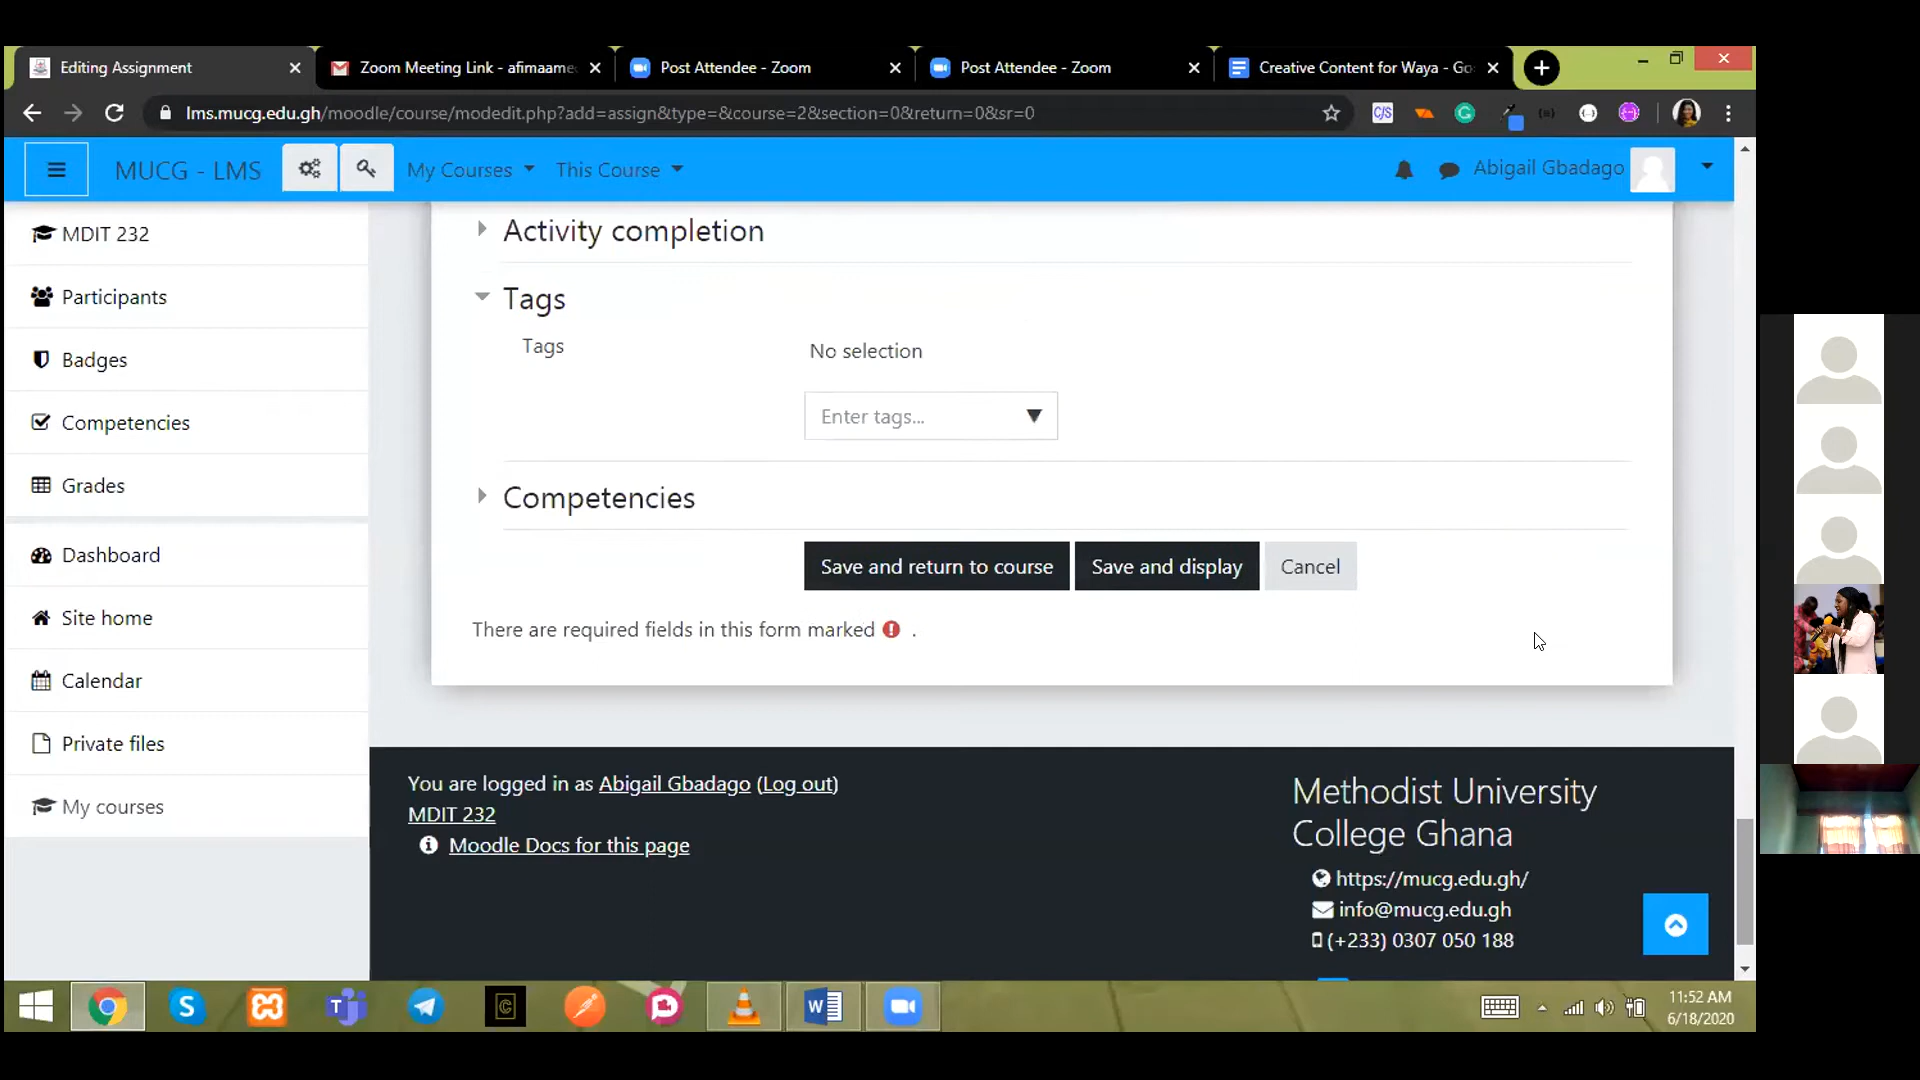 Editing Assignment
Zoom Meeting Link - afimaame
Post Attendee - Zoom
Post Attendee - Zoom
Creative Content for Waya - Go
lms.mucg.edu.gh/moodle/course/modedit.php?add=assign&type=&course=2&section=0&return=0&sr=0
MUCG - LMS
My Courses
This Course
Abigail Gbadago
MDIT 232
Participants
Badges
Competencies
Grades
Dashboard
Site home
Calendar
Private files
My courses
Activity completion
Tags
Tags
No selection
Enter tags...
Competencies
Save and return to course
Save and display
Cancel
There are required fields in this form marked .
You are logged in as Abigail Gbadago (Log out)
MDIT 232
Moodle Docs for this page
Methodist University
College Ghana
https://mucg.edu.gh/
info@mucg.edu.gh
(+233) 0307 050 188
11:52 AM
6/18/2020